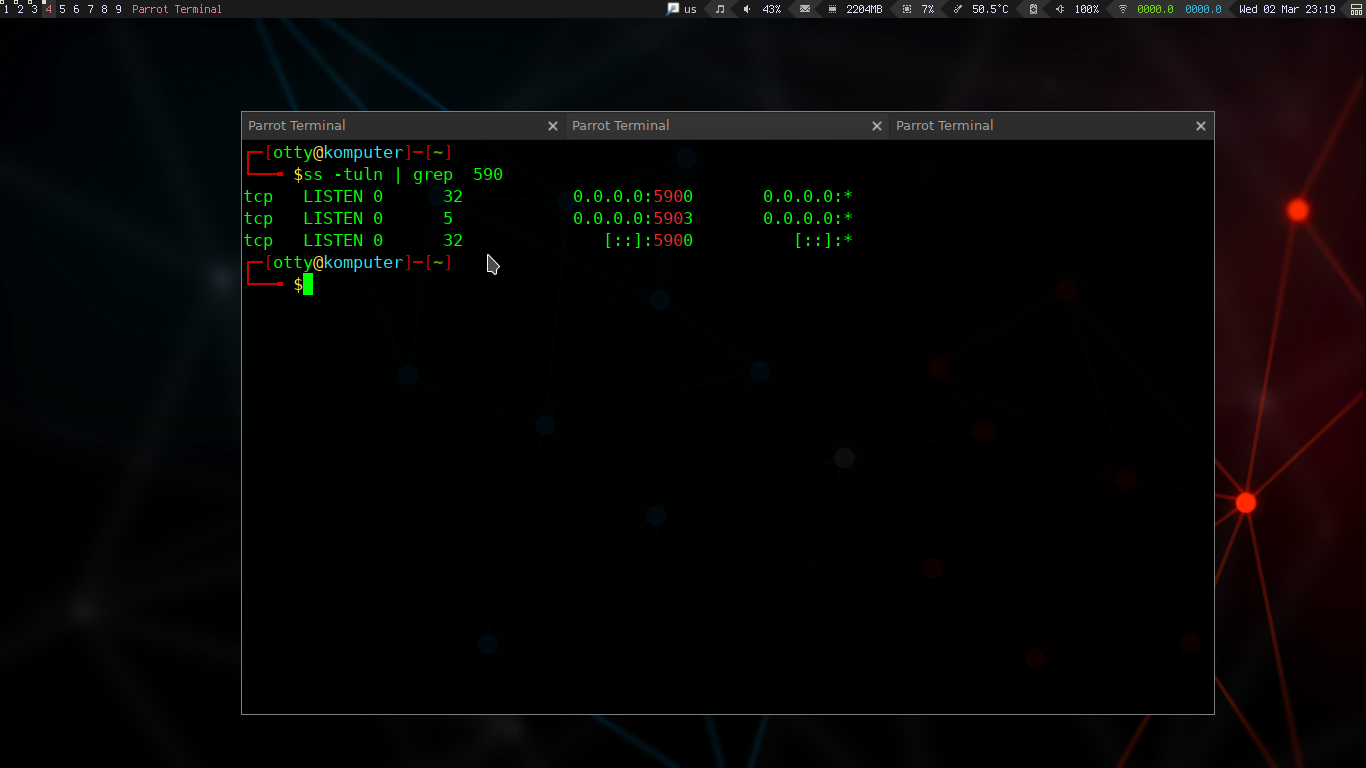 1 2 3 4 5 6 7 8 9 Parrot Terminal us 43% 2204MB 7% 50.5°C 100% 0000.0 0000.0 Wed 02 Mar 23:19
Parrot Terminal Parrot Terminal Parrot Terminal
┌─[otty@komputer]─[~]
└──╼ $ss -tuln | grep  590
tcp   LISTEN 0      32           0.0.0.0:5900       0.0.0.0:*
tcp   LISTEN 0      5            0.0.0.0:5903       0.0.0.0:*
tcp   LISTEN 0      32              [::]:5900          [::]:*
┌─[otty@komputer]─[~]
└──╼ $